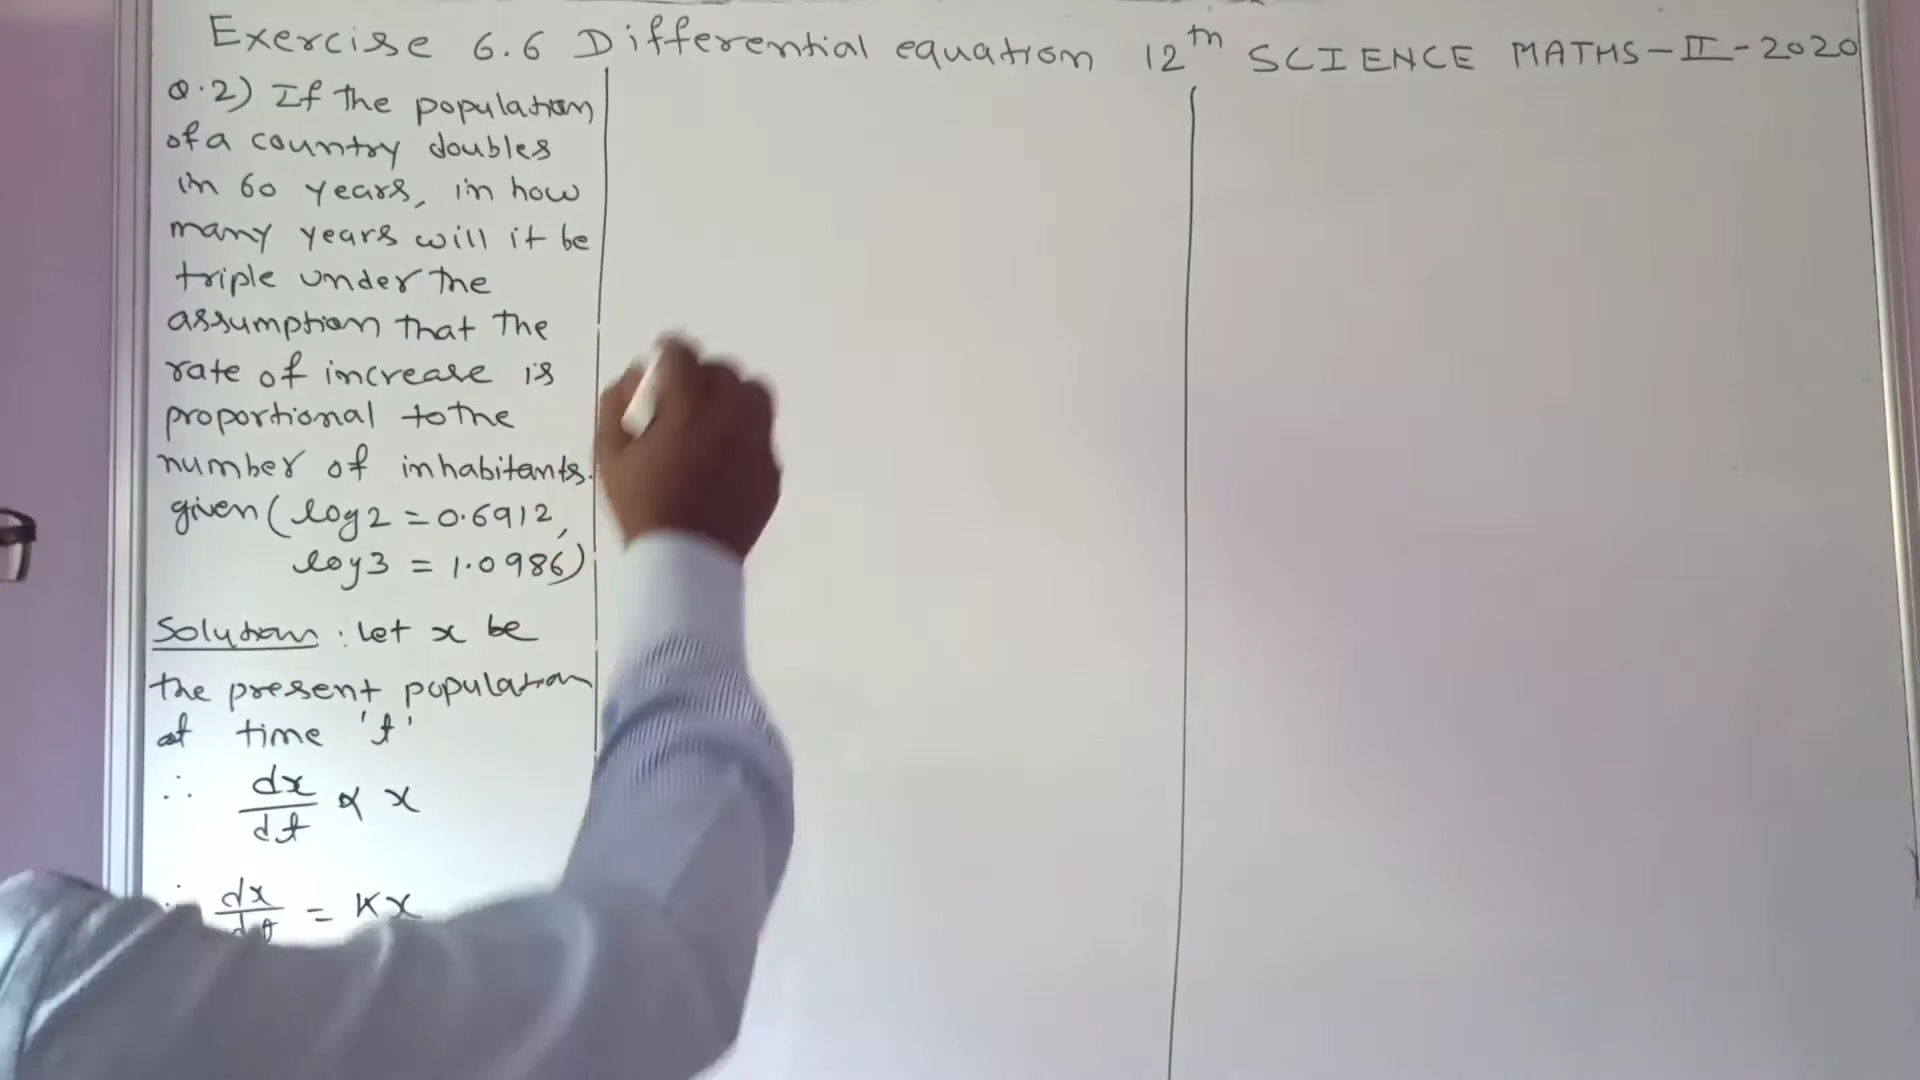 Exercise 6.6 Differential equation 12th SCIENCE MATHS-II-2020
Q.2) If the population
of a country doubles
in 60 years, in how
many years will it be
triple under the
assumption that the
rate of increase is
proportional to the
number of inhabitants.
given (log 2 = 0.6912,
log 3 = 1.0986)
Solution : Let x be
the present population
at time 't'
∴ dx/dt ∝ x
∴ dx/dt = Kx